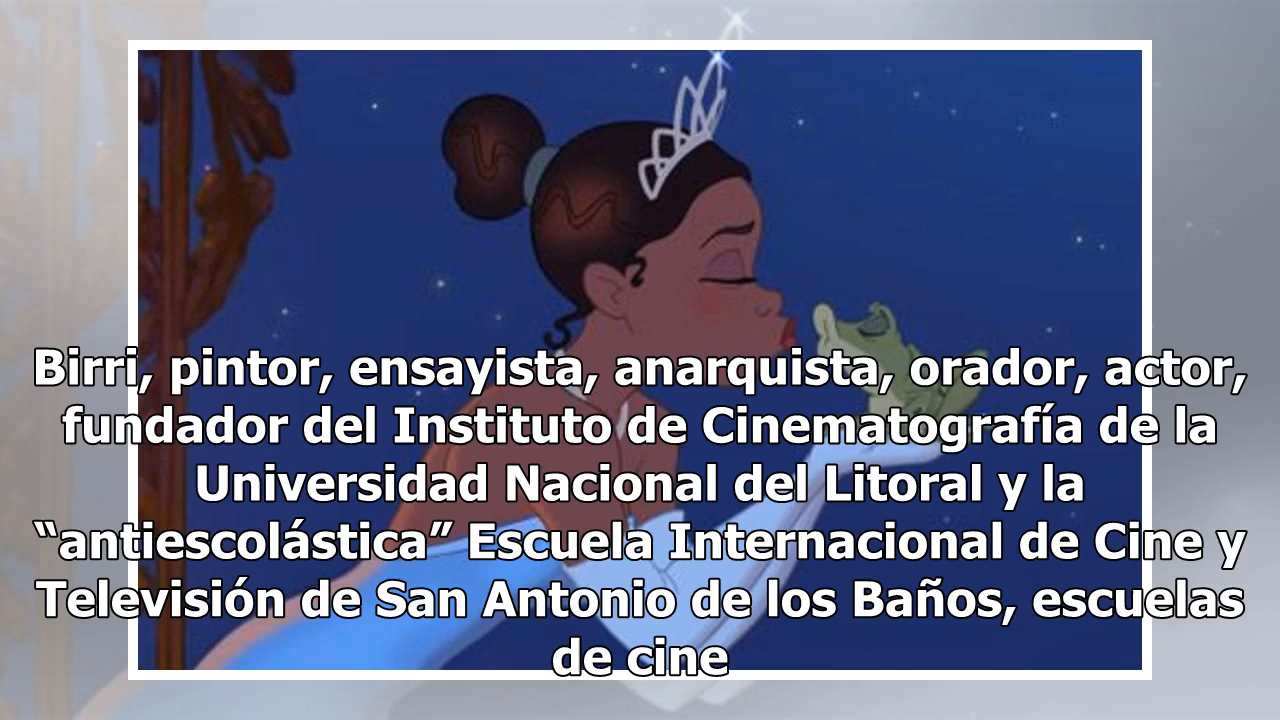 Birri, pintor, ensayista, anarquista, orador, actor,
fundador del Instituto de Cinematografía de la
Universidad Nacional del Litoral y la
“antiescolástica” Escuela Internacional de Cine y
Televisión de San Antonio de los Baños, escuelas
de cine